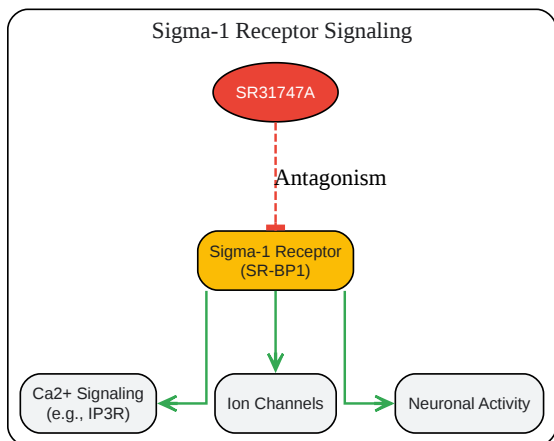 Sigma-1 Receptor Signaling
SR31747A
Antagonism
Sigma-1 Receptor
(SR-BP1)
Ca2+ Signaling
(e.g., IP3R)
Ion Channels
Neuronal Activity